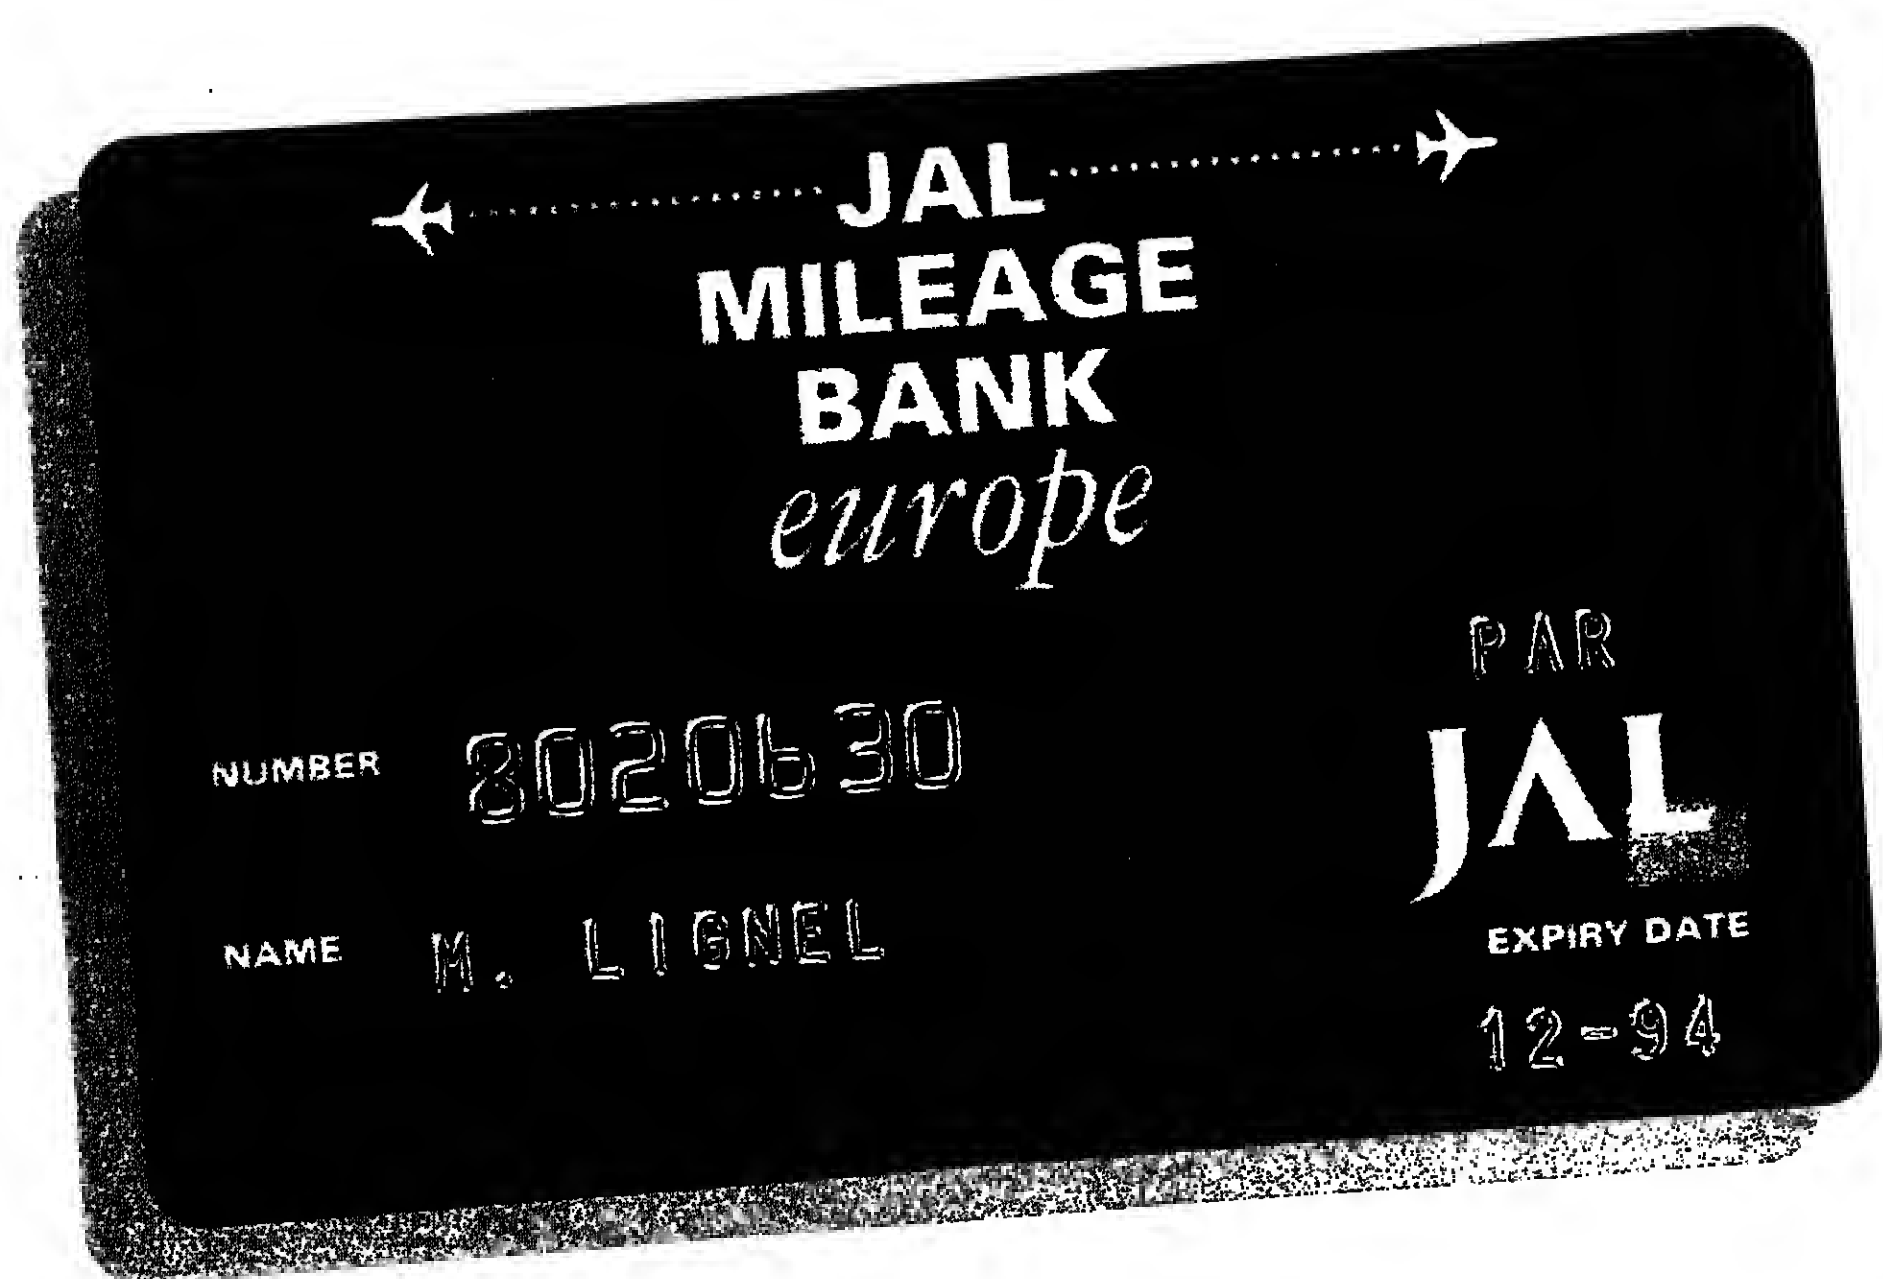 JAL
MILEAGE
BANK
europe
PAR
NUMBER 8020630
JAL
NAME M. LIGNEL
EXPIRY DATE
12-94